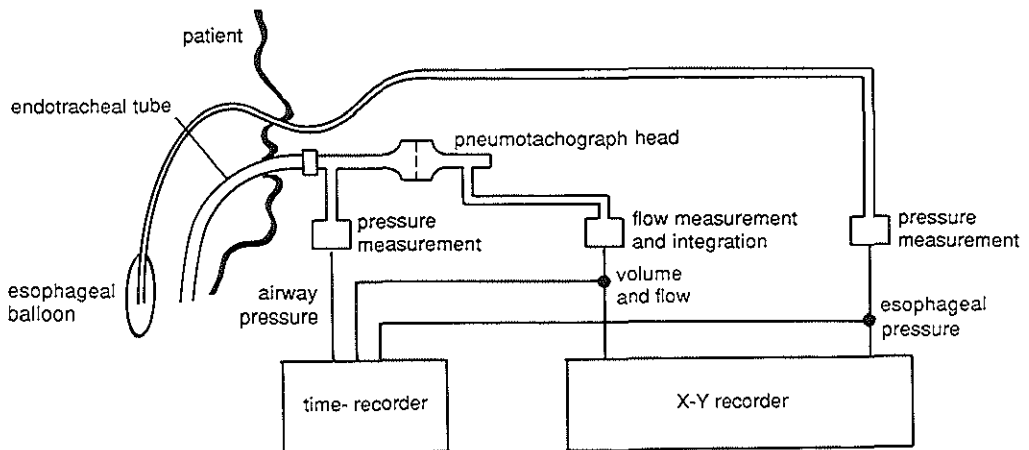 patient
endotracheal tube
pneumotachograph head
pressure
measurement
flow measurement
and integration
pressure
measurement
esophageal
balloon
airway
pressure
volume
and flow
esophageal
pressure
time- recorder
X-Y recorder